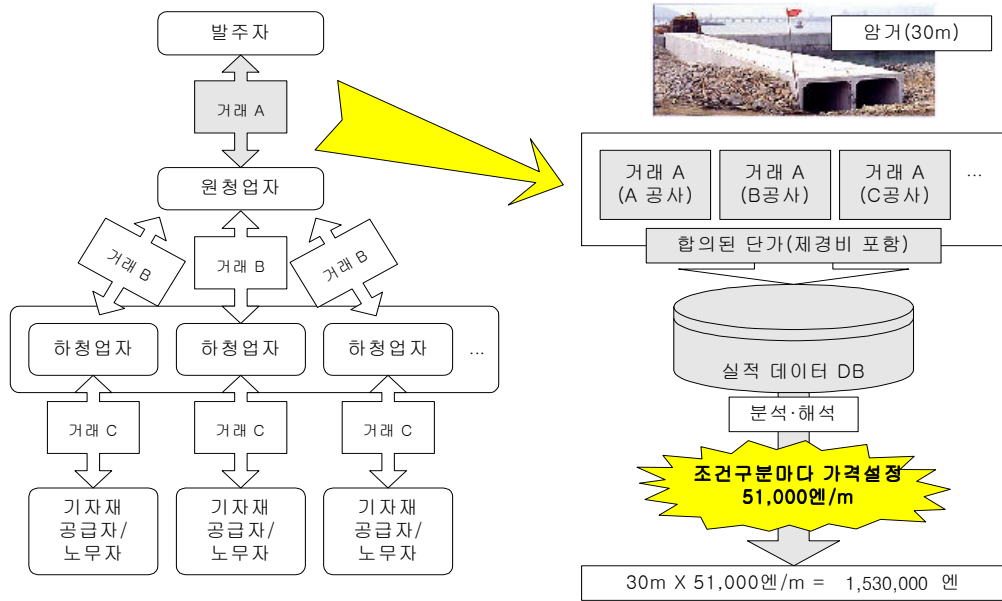 발주자
거래 A
원청업자
거래 B
거래 B
거래 B
하청업자
하청업자
하청업자
...
거래 C
거래 C
거래 C
기자재
공급자/
노무자
기자재
공급자/
노무자
기자재
공급자/
노무자
암거(30m)
거래 A
(A 공사)
거래 A
(B공사)
거래 A
(C공사)
...
합의된 단가(제경비 포함)
실적 데이터 DB
분석·해석
조건구분마다 가격설정
51,000엔/m
30m X 51,000엔/m = 1,530,000 엔